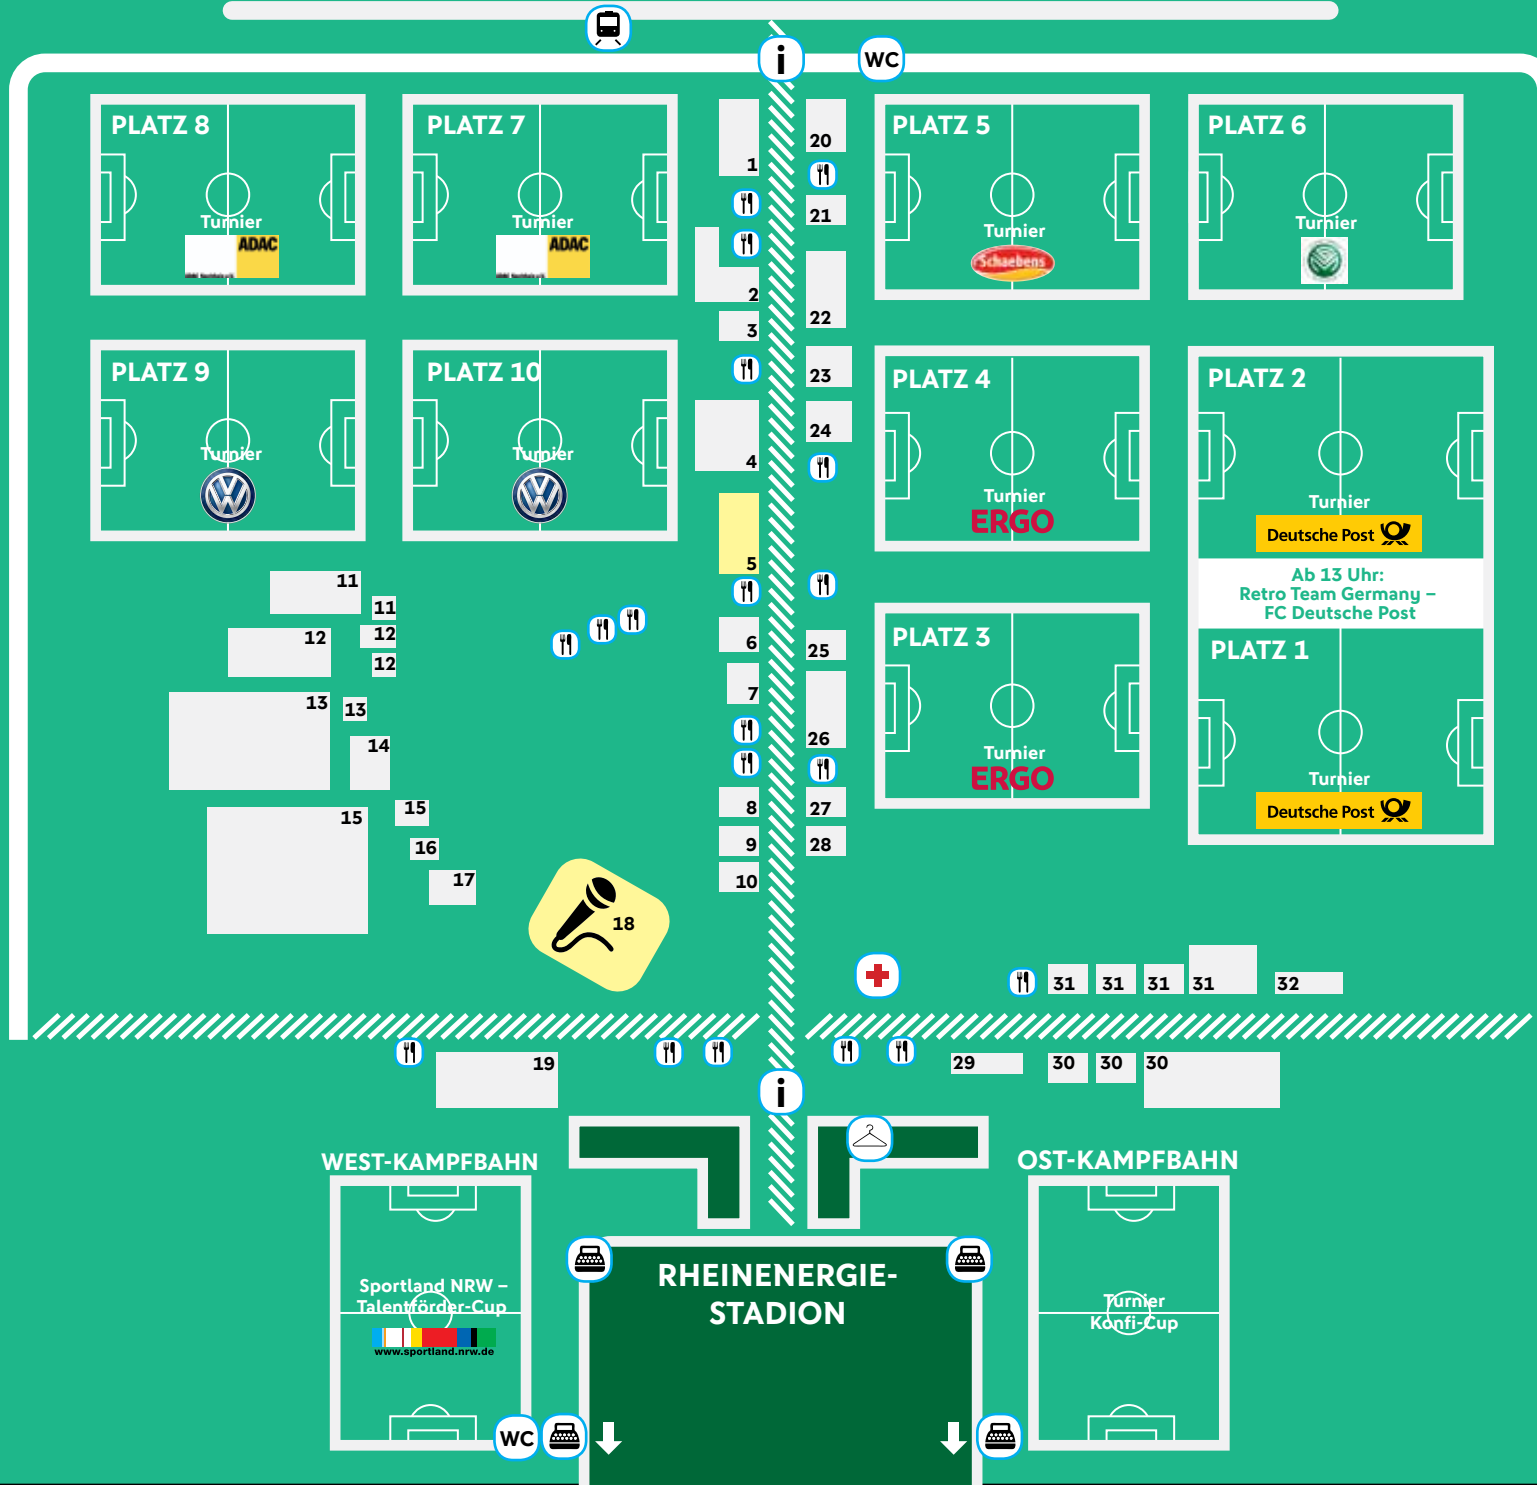 i
WC
PLATZ 8
Turnier
ADAC
PLATZ 7
Turnier
ADAC
1
20
PLATZ 5
Turnier
Schaebens
PLATZ 6
Turnier
21
2
22
3
23
4
24
5
PLATZ 9
Turnier
VW
PLATZ 10
Turnier
VW
PLATZ 4
Turnier
ERGO
PLATZ 2
Turnier
Deutsche Post
Ab 13 Uhr:
Retro Team Germany –
FC Deutsche Post
PLATZ 1
Turnier
Deutsche Post
PLATZ 3
Turnier
ERGO
11
11
12
12
12
13
13
14
15
15
16
17
18
6
25
7
26
8
27
9
28
10
31
31
31
31
32
19
29
30
30
30
i
WEST-KAMPFBAHN
Sportland NRW –
Talentförder-Cup
www.sportland.nrw.de
WC
RHEINENERGIE-
STADION
OST-KAMPFBAHN
Turnier
Konfi-Cup